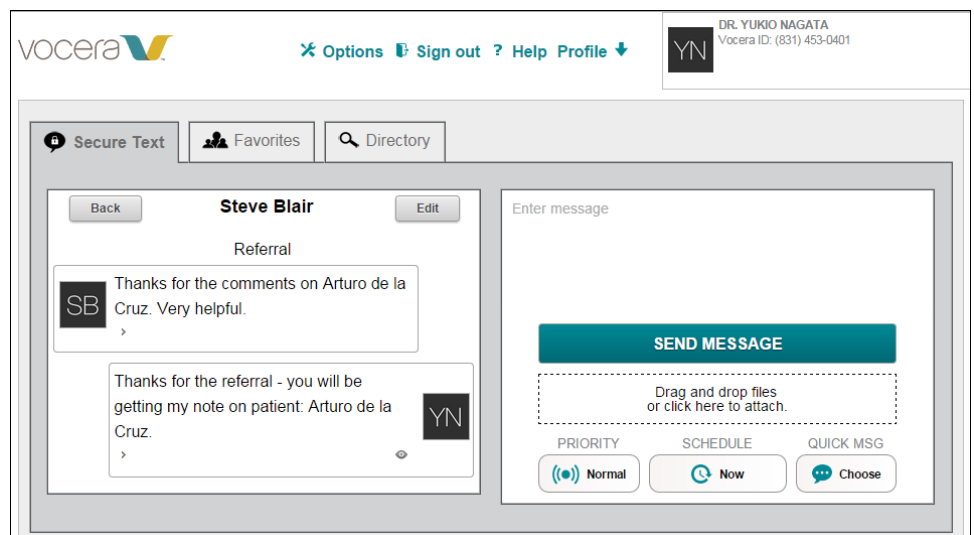 vocera
Options Sign out ? Help Profile
YN
DR. YUKIO NAGATA
Vocera ID: (831) 453-0401
Secure Text
Favorites
Directory
Back
Steve Blair
Edit
Referral
SB
Thanks for the comments on Arturo de la
Cruz. Very helpful.
Thanks for the referral - you will be
getting my note on patient: Arturo de la
Cruz.
YN
Enter message
SEND MESSAGE
Drag and drop files
or click here to attach.
PRIORITY
SCHEDULE
QUICK MSG
Normal
Now
Choose